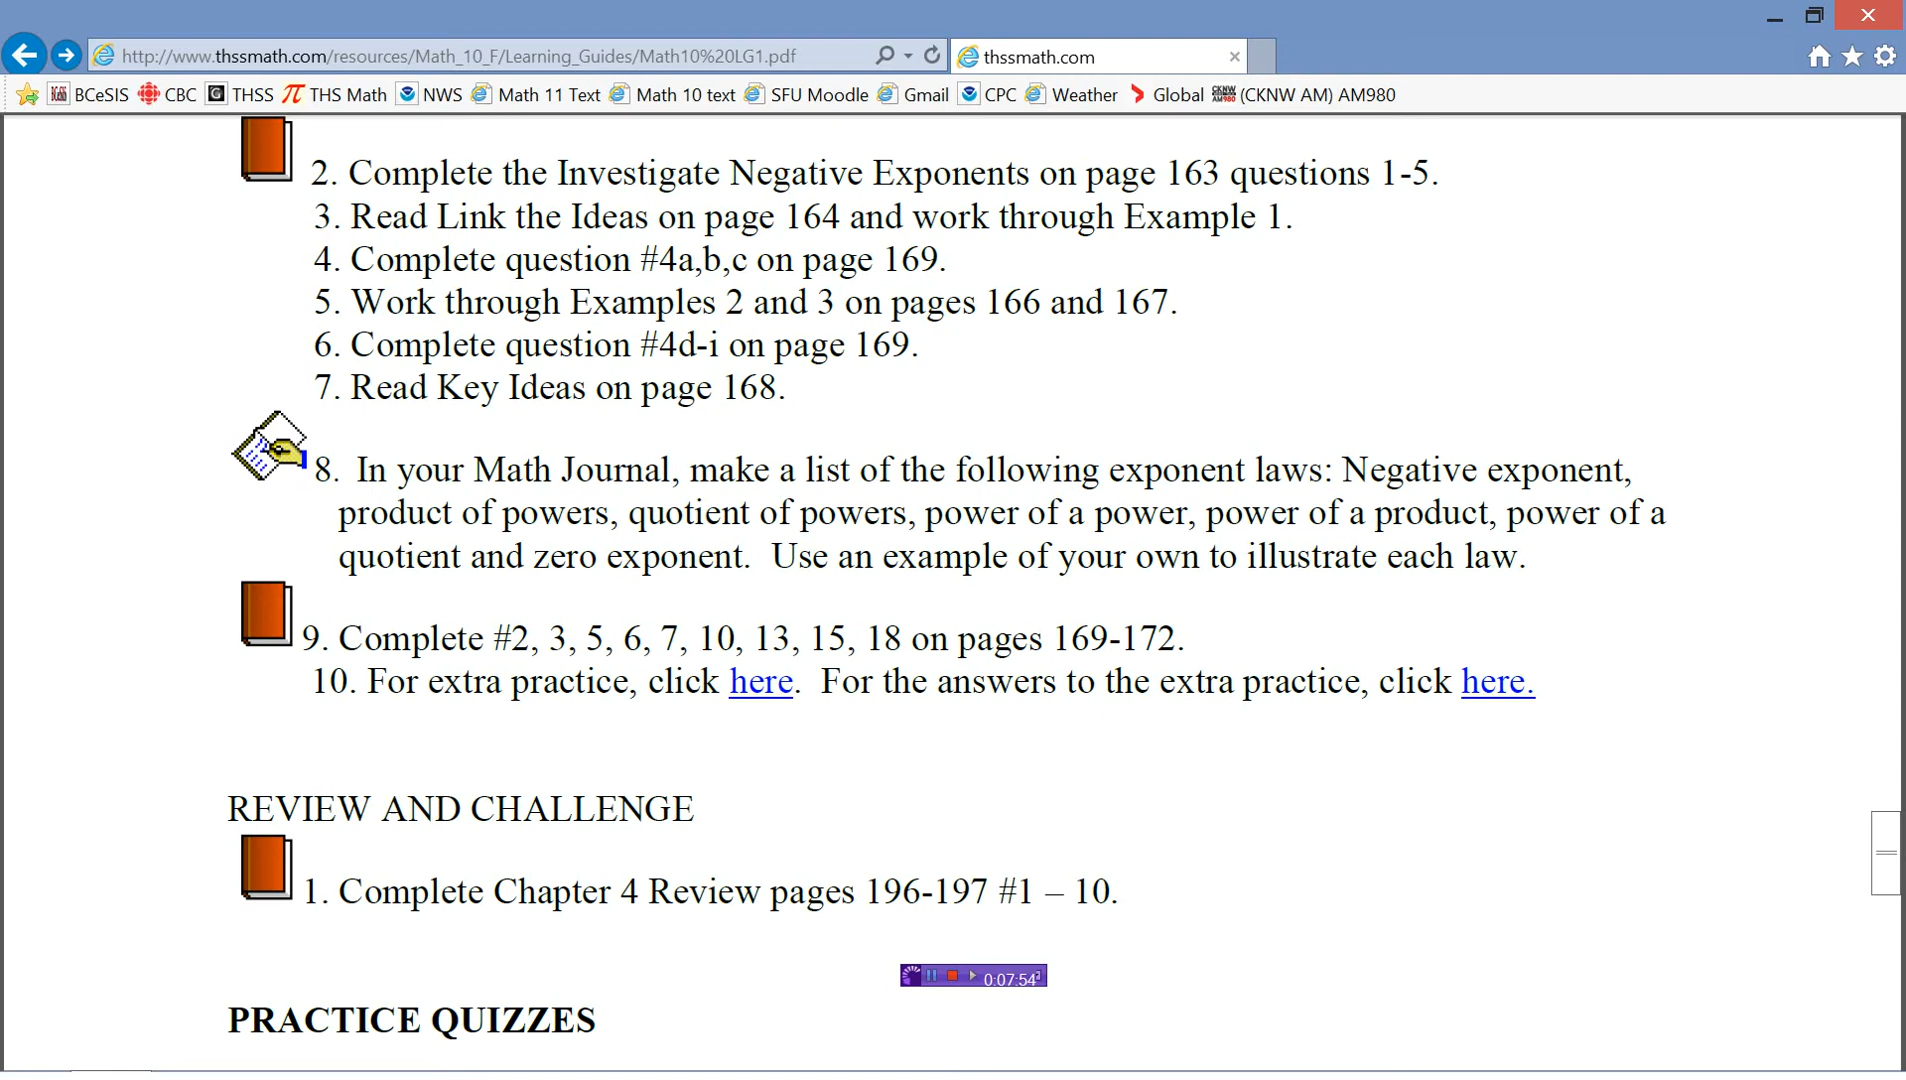 http://www.thssmath.com/resources/Math_10_F/Learning_Guides/Math10%20LG1.pdf
thssmath.com
BCeSIS CBC THSS THS Math NWS Math 11 Text Math 10 text SFU Moodle Gmail CPC Weather Global (CKNW AM) AM980
2. Complete the Investigate Negative Exponents on page 163 questions 1-5.
3. Read Link the Ideas on page 164 and work through Example 1.
4. Complete question #4a,b,c on page 169.
5. Work through Examples 2 and 3 on pages 166 and 167.
6. Complete question #4d-i on page 169.
7. Read Key Ideas on page 168.
8. In your Math Journal, make a list of the following exponent laws: Negative exponent,
product of powers, quotient of powers, power of a power, power of a product, power of a
quotient and zero exponent. Use an example of your own to illustrate each law.
9. Complete #2, 3, 5, 6, 7, 10, 13, 15, 18 on pages 169-172.
10. For extra practice, click here. For the answers to the extra practice, click here.
REVIEW AND CHALLENGE
1. Complete Chapter 4 Review pages 196-197 #1 – 10.
0:07:54
PRACTICE QUIZZES